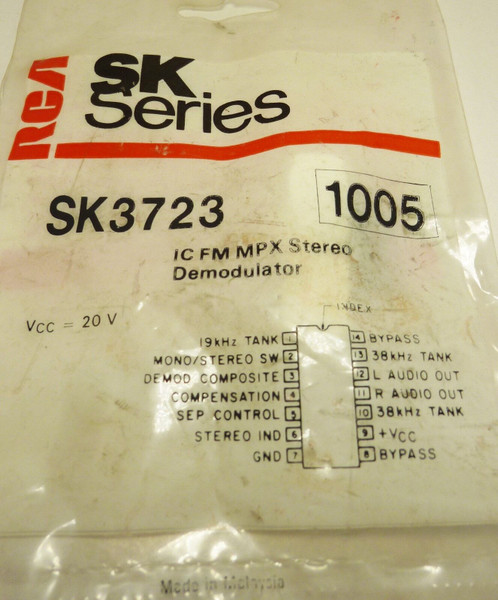 RCA
SK
Series
SK3723
1005
IC FM MPX Stereo
Demodulator
VCC = 20 V
INDEX
19kHz TANK 1 14 BYPASS
MONO/STEREO SW 2 13 38kHz TANK
DEMOD COMPOSITE 3 12 L AUDIO OUT
COMPENSATION 4 11 R AUDIO OUT
SEP CONTROL 5 10 38kHz TANK
STEREO IND 6 9 +VCC
GND 7 8 BYPASS
Made in Malaysia